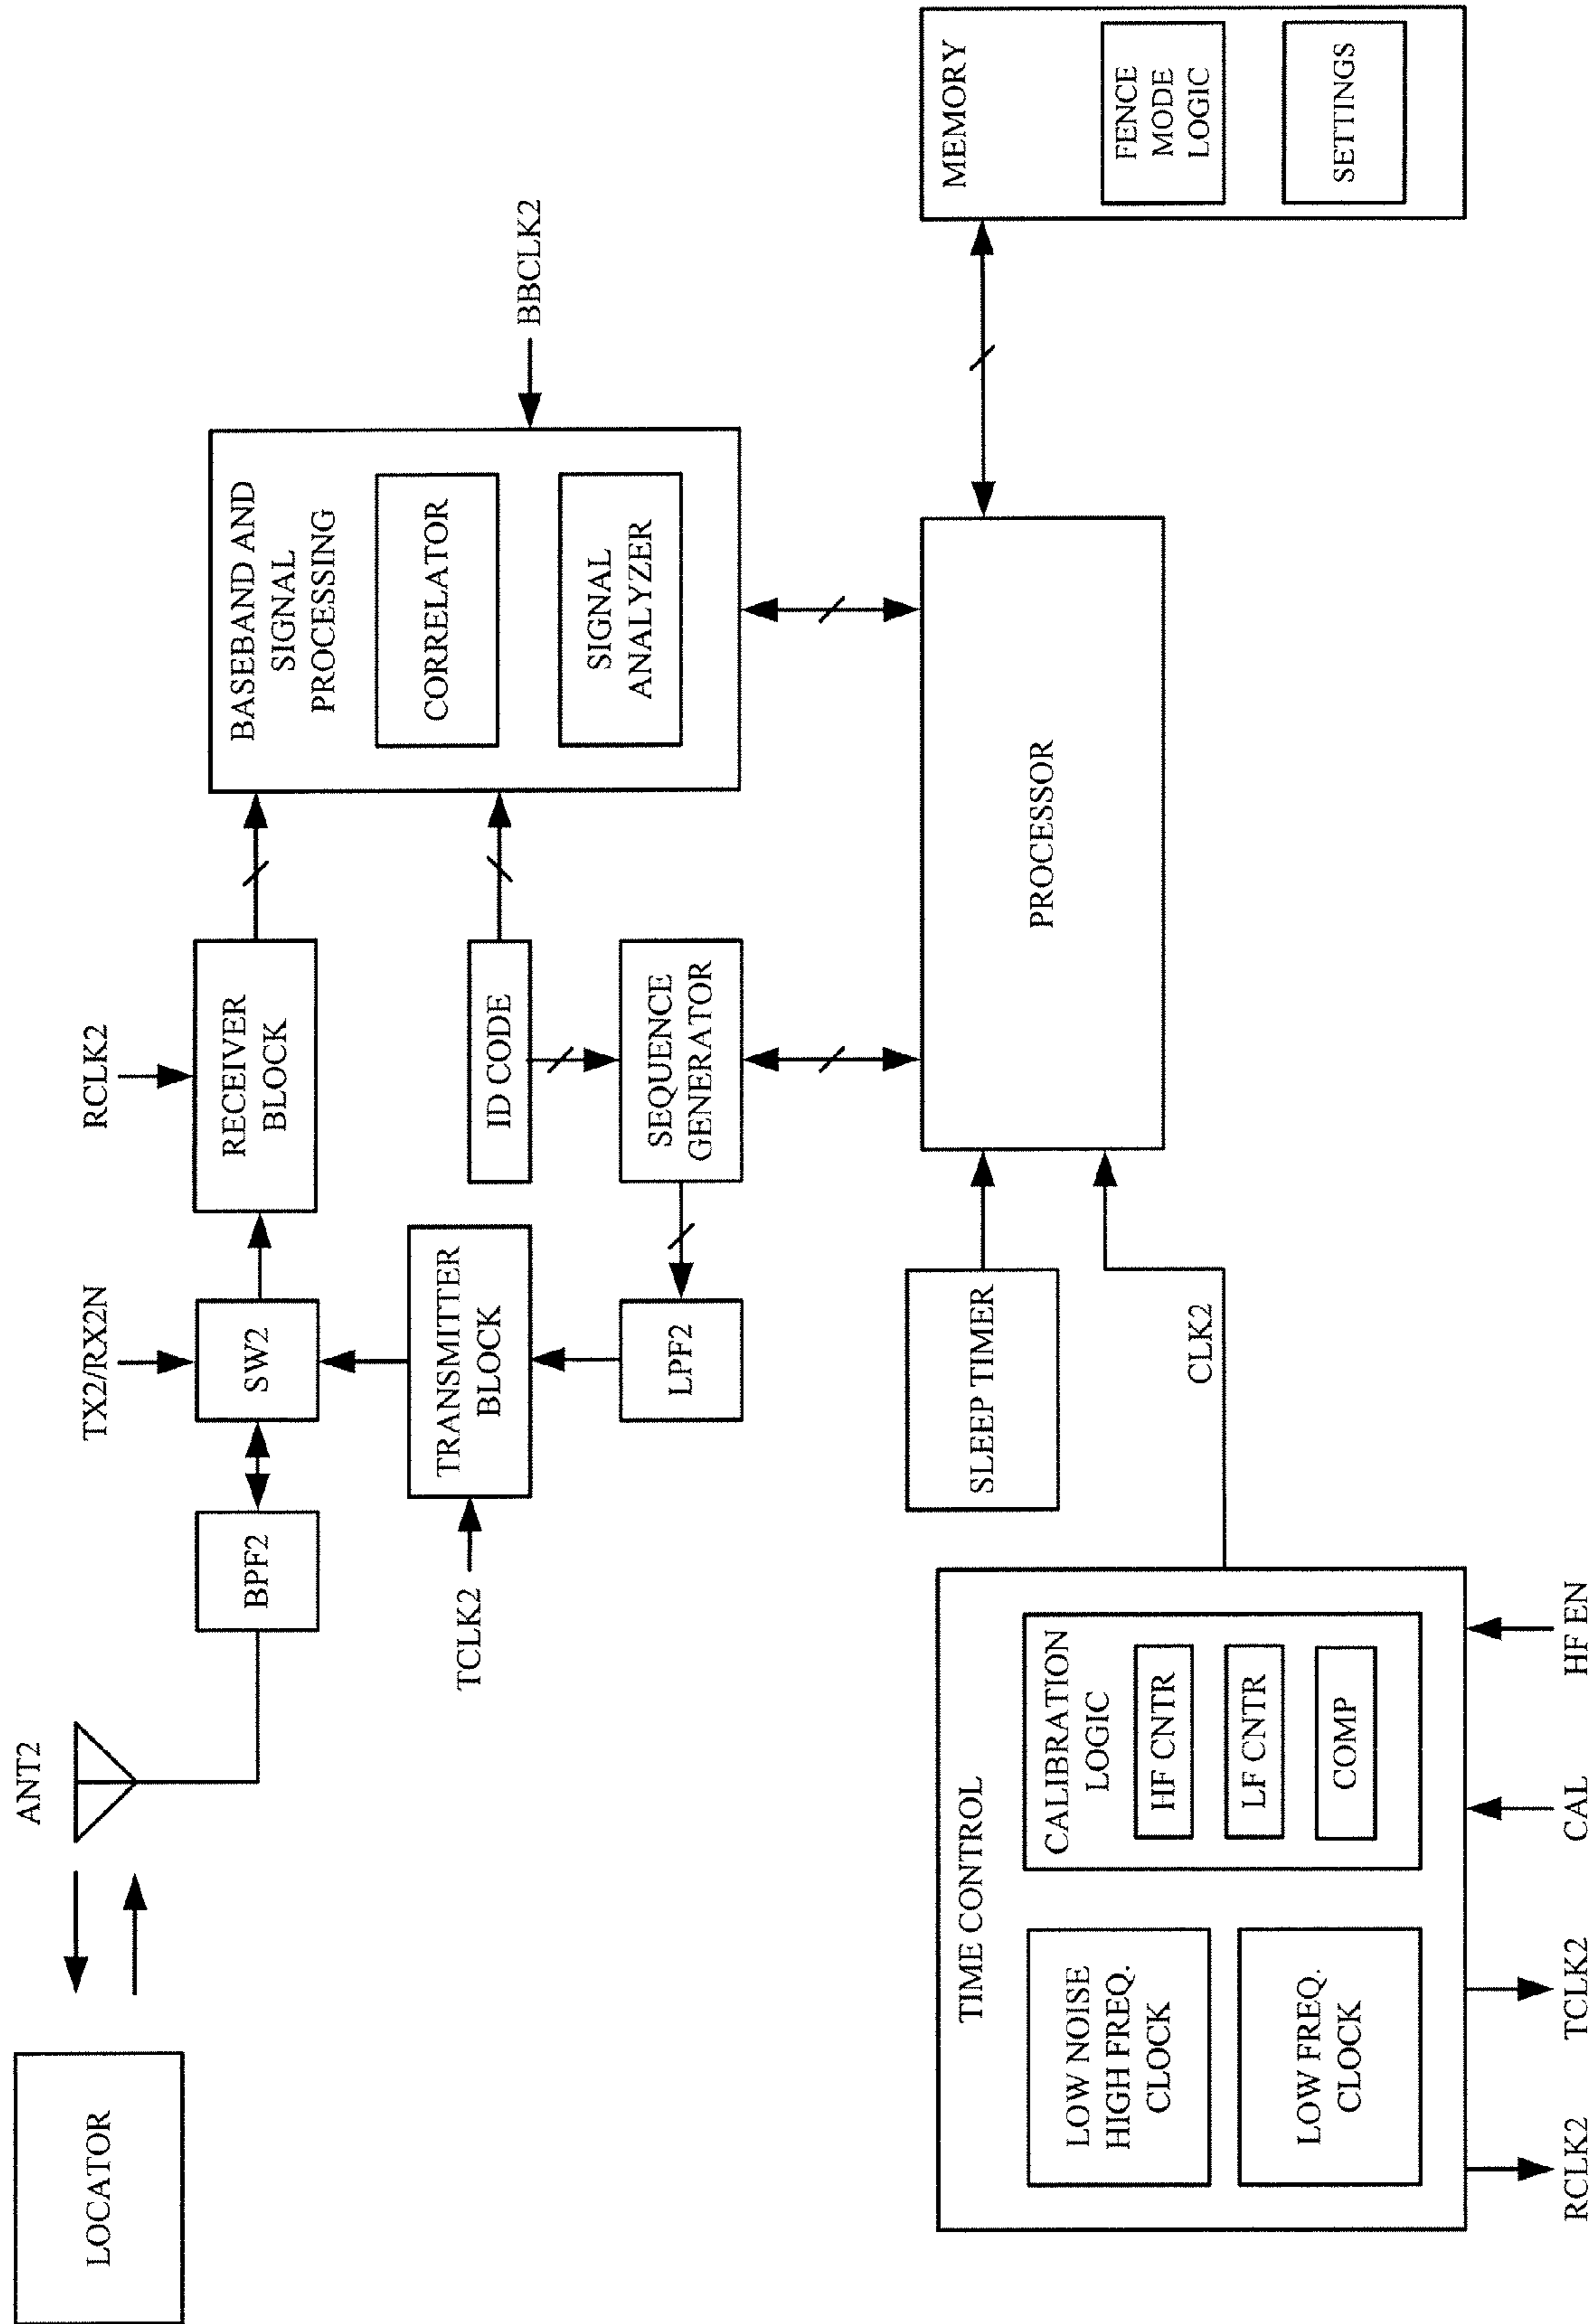 LOCATOR
ANT2
BPF2
TX2/RX2N
SW2
RCLK2
RECEIVER
BLOCK
TCLK2
TRANSMITTER
BLOCK
LPF2
ID CODE
SEQUENCE
GENERATOR
BASEBAND AND
SIGNAL
PROCESSING
CORRELATOR
SIGNAL
ANALYZER
BBCLK2
TIME CONTROL
LOW NOISE
HIGH FREQ.
CLOCK
LOW FREQ.
CLOCK
CALIBRATION
LOGIC
HF CNTR
LF CNTR
COMP
RCLK2
TCLK2
CAL
HF EN
SLEEP TIMER
CLK2
PROCESSOR
MEMORY
FENCE
MODE
LOGIC
SETTINGS